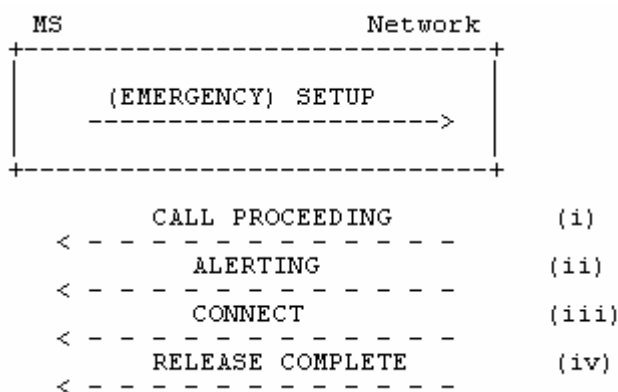 MS Network
(EMERGENCY) SETUP
CALL PROCEEDING (i)
ALERTING (ii)
CONNECT (iii)
RELEASE COMPLETE (iv)